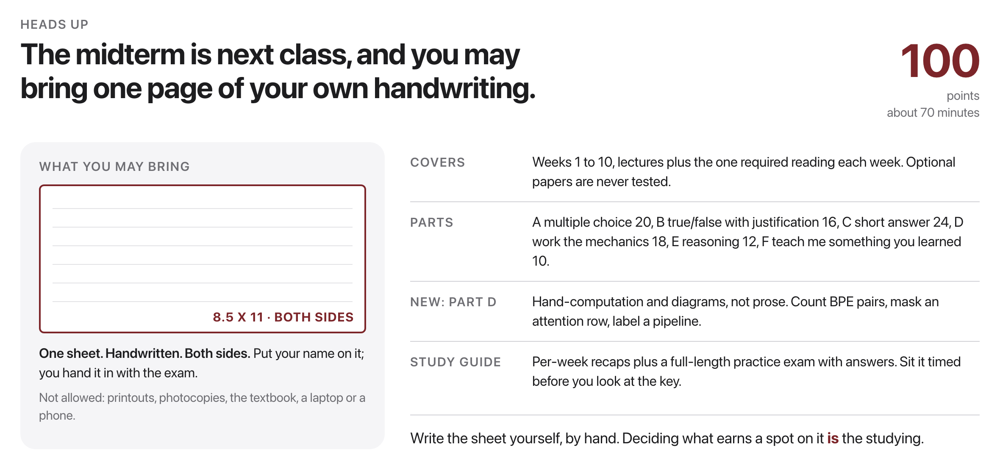 HEADS UP
The midterm is next class, and you may
bring one page of your own handwriting.
100
points
about 70 minutes
WHAT YOU MAY BRING
8.5 X 11 · BOTH SIDES
One sheet. Handwritten. Both sides. Put your name on it;
you hand it in with the exam.
Not allowed: printouts, photocopies, the textbook, a laptop or a
phone.
COVERS
Weeks 1 to 10, lectures plus the one required reading each week. Optional
papers are never tested.
PARTS
A multiple choice 20, B true/false with justification 16, C short answer 24, D
work the mechanics 18, E reasoning 12, F teach me something you learned
10.
NEW: PART D
Hand-computation and diagrams, not prose. Count BPE pairs, mask an
attention row, label a pipeline.
STUDY GUIDE
Per-week recaps plus a full-length practice exam with answers. Sit it timed
before you look at the key.
Write the sheet yourself, by hand. Deciding what earns a spot on it is the studying.